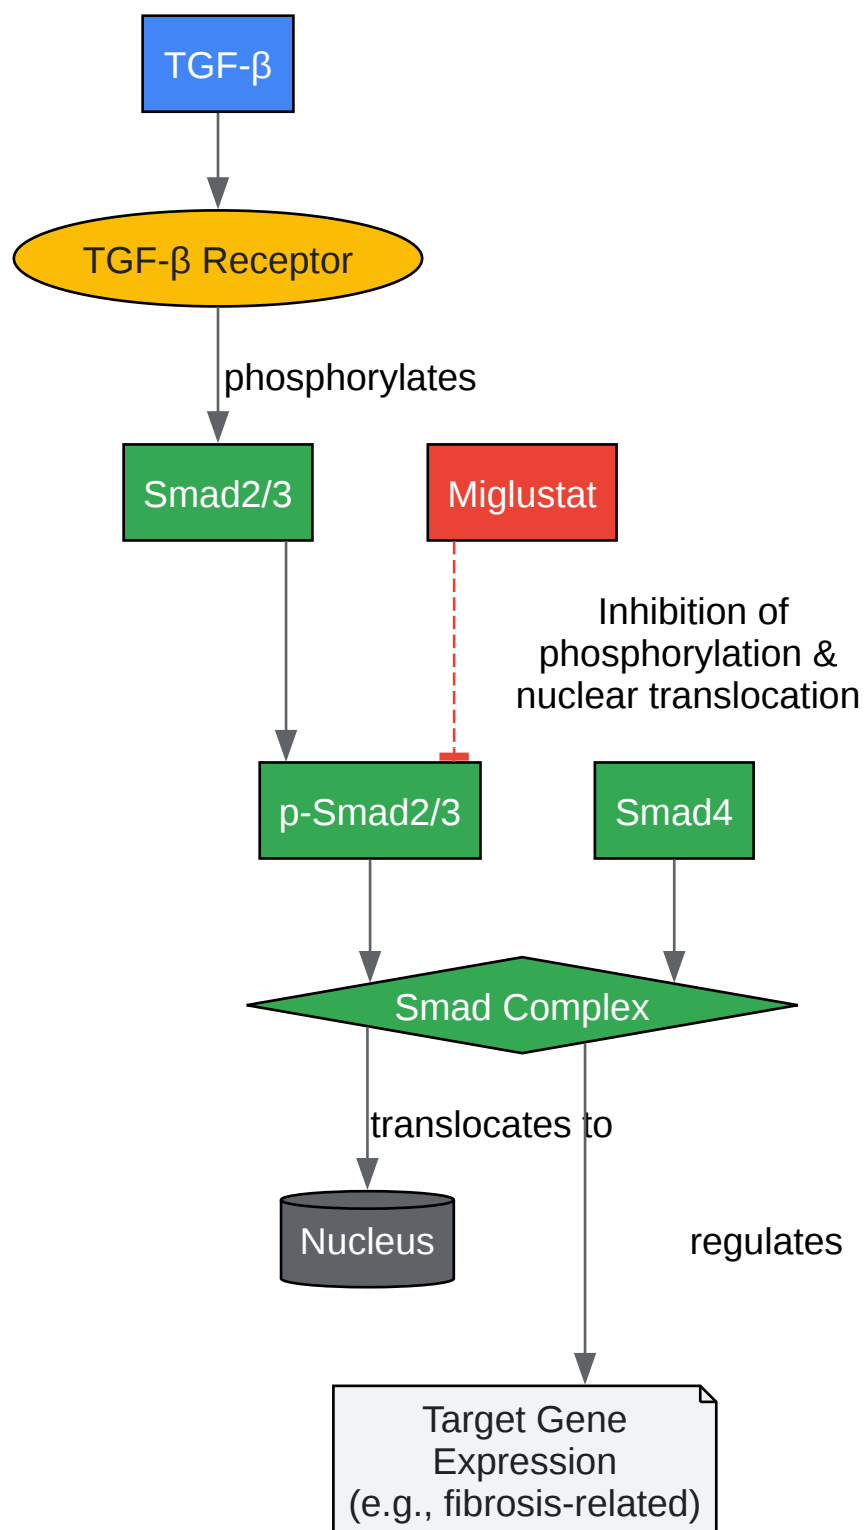 TGF-β
TGF-β Receptor
phosphorylates
Smad2/3
Miglustat
Inhibition of
phosphorylation &
nuclear translocation
p-Smad2/3
Smad4
Smad Complex
translocates to
Nucleus
regulates
Target Gene
Expression
(e.g., fibrosis-related)